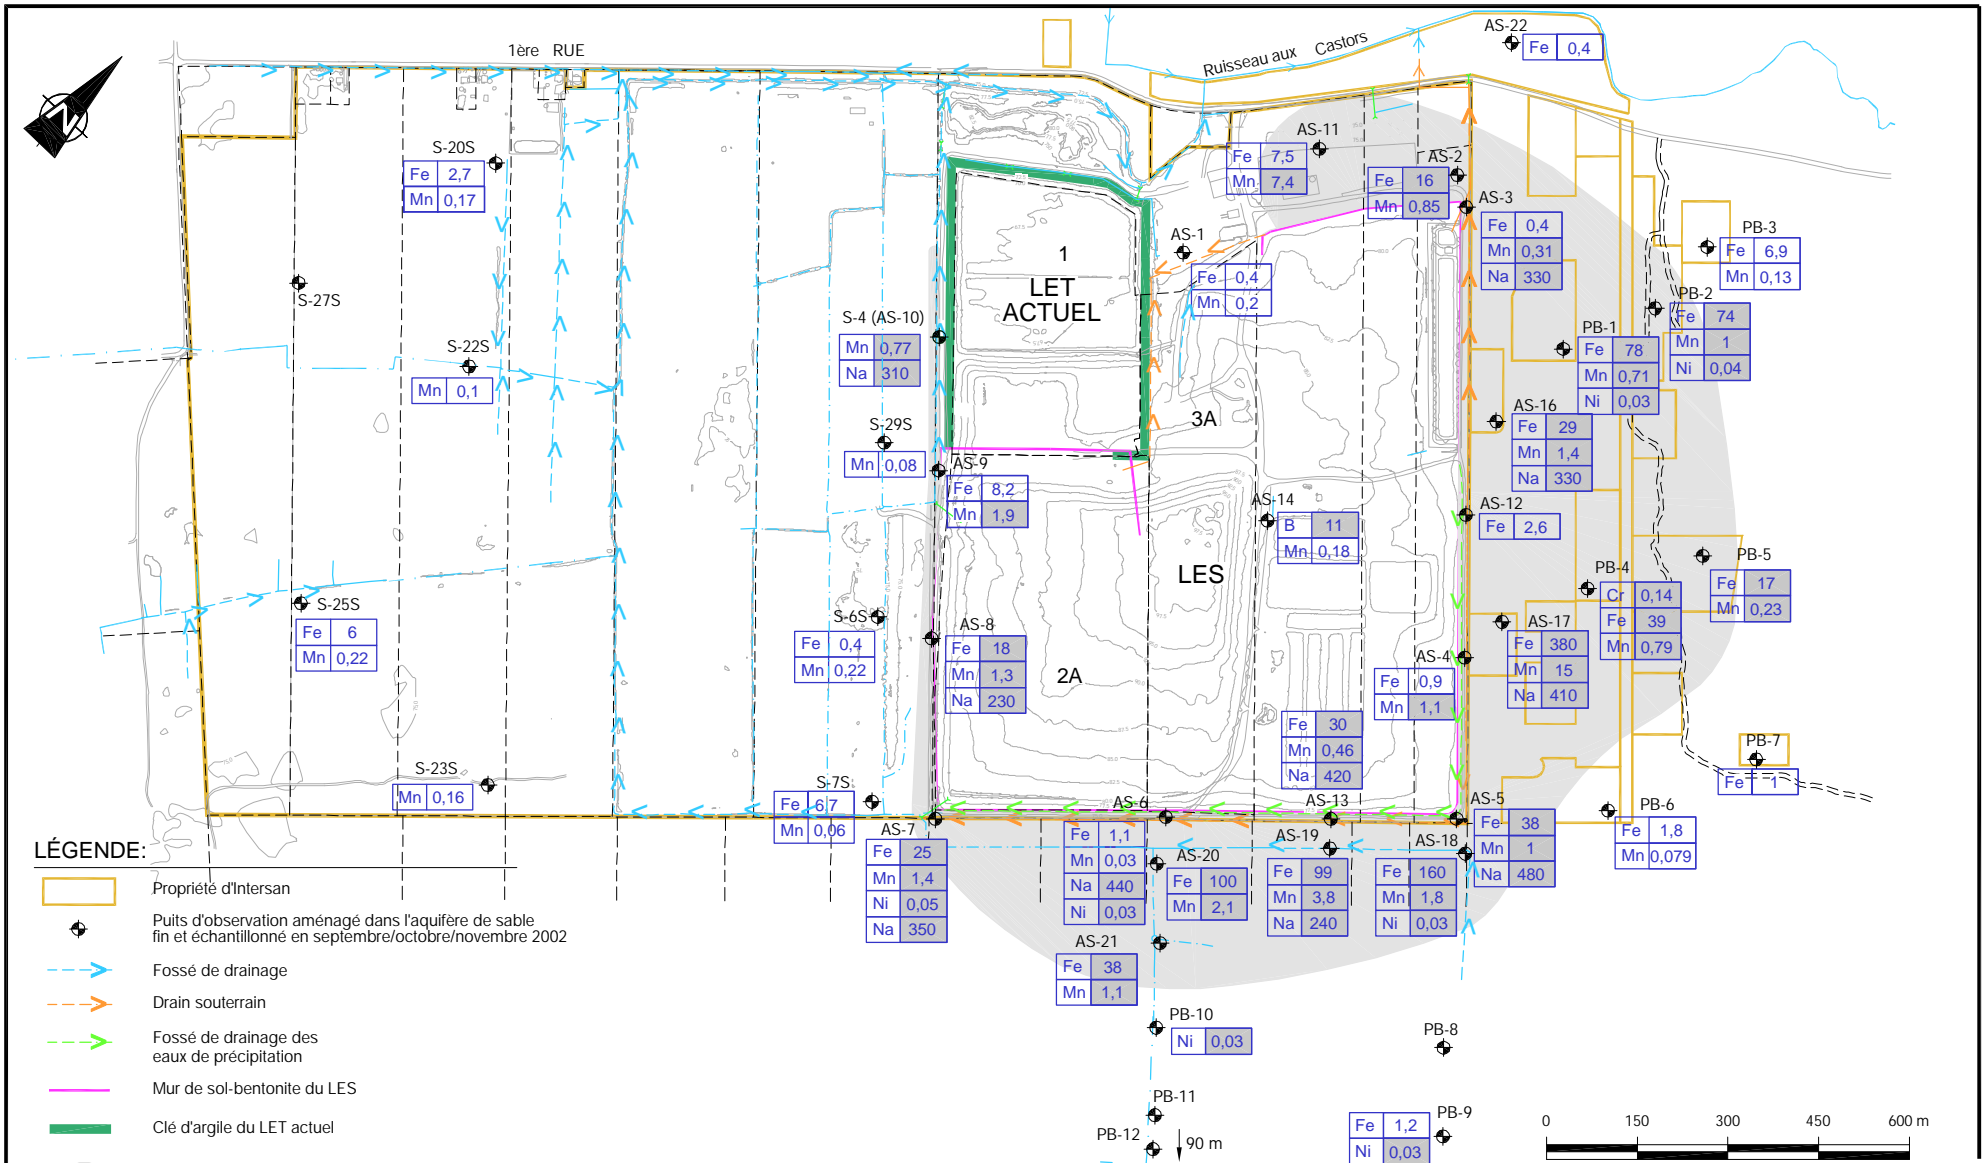 1ère RUE
Ruisseau aux Castors
AS-22
Fe 0,4
N
S-20S
Fe 2,7
Mn 0,17
AS-11
Fe 7,5
Mn 7,4
AS-2
Fe 16
Mn 0,85
AS-3
Fe 0,4
Mn 0,31
Na 330
PB-3
Fe 6,9
Mn 0,13
AS-1
Fe 0,4
Mn 0,2
1
LET
ACTUEL
S-27S
PB-2
Fe 74
Mn 1
Ni 0,04
S-4 (AS-10)
Mn 0,77
Na 310
PB-1
Fe 78
Mn 0,71
Ni 0,03
S-22S
Mn 0,1
3A
AS-16
Fe 29
Mn 1,4
Na 330
S-29S
Mn 0,08
AS-9
Fe 8,2
Mn 1,9
AS-14
B 11
Mn 0,18
AS-12
Fe 2,6
LES
PB-5
Fe 17
Mn 0,23
PB-4
Cr 0,14
Fe 39
Mn 0,79
S-25S
Fe 6
Mn 0,22
S-6S
Fe 0,4
Mn 0,22
AS-8
Fe 18
Mn 1,3
Na 230
2A
AS-17
Fe 380
Mn 15
Na 410
AS-4
Fe 0,9
Mn 1,1
Fe 30
Mn 0,46
Na 420
AS-13
PB-7
Fe 1
S-23S
Mn 0,16
S-7S
Fe 6,7
Mn 0,06
AS-7
Fe 25
Mn 1,4
Ni 0,05
Na 350
AS-6
Fe 1,1
Mn 0,03
Na 440
Ni 0,03
AS-5
Fe 38
Mn 1
Na 480
PB-6
Fe 1,8
Mn 0,079
AS-20
Fe 100
Mn 2,1
AS-19
Fe 99
Mn 3,8
Na 240
AS-18
Fe 160
Mn 1,8
Ni 0,03
AS-21
Fe 38
Mn 1,1
PB-10
Ni 0,03
PB-8
PB-11
PB-12
90 m
PB-9
Fe 1,2
Ni 0,03
LÉGENDE:
Propriété d'Intersan
Puits d'observation aménagé dans l'aquifère de sable
fin et échantillonné en septembre/octobre/novembre 2002
Fossé de drainage
Drain souterrain
Fossé de drainage des
eaux de précipitation
Mur de sol-bentonite du LES
Clé d'argile du LET actuel
0 150 300 450 600 m